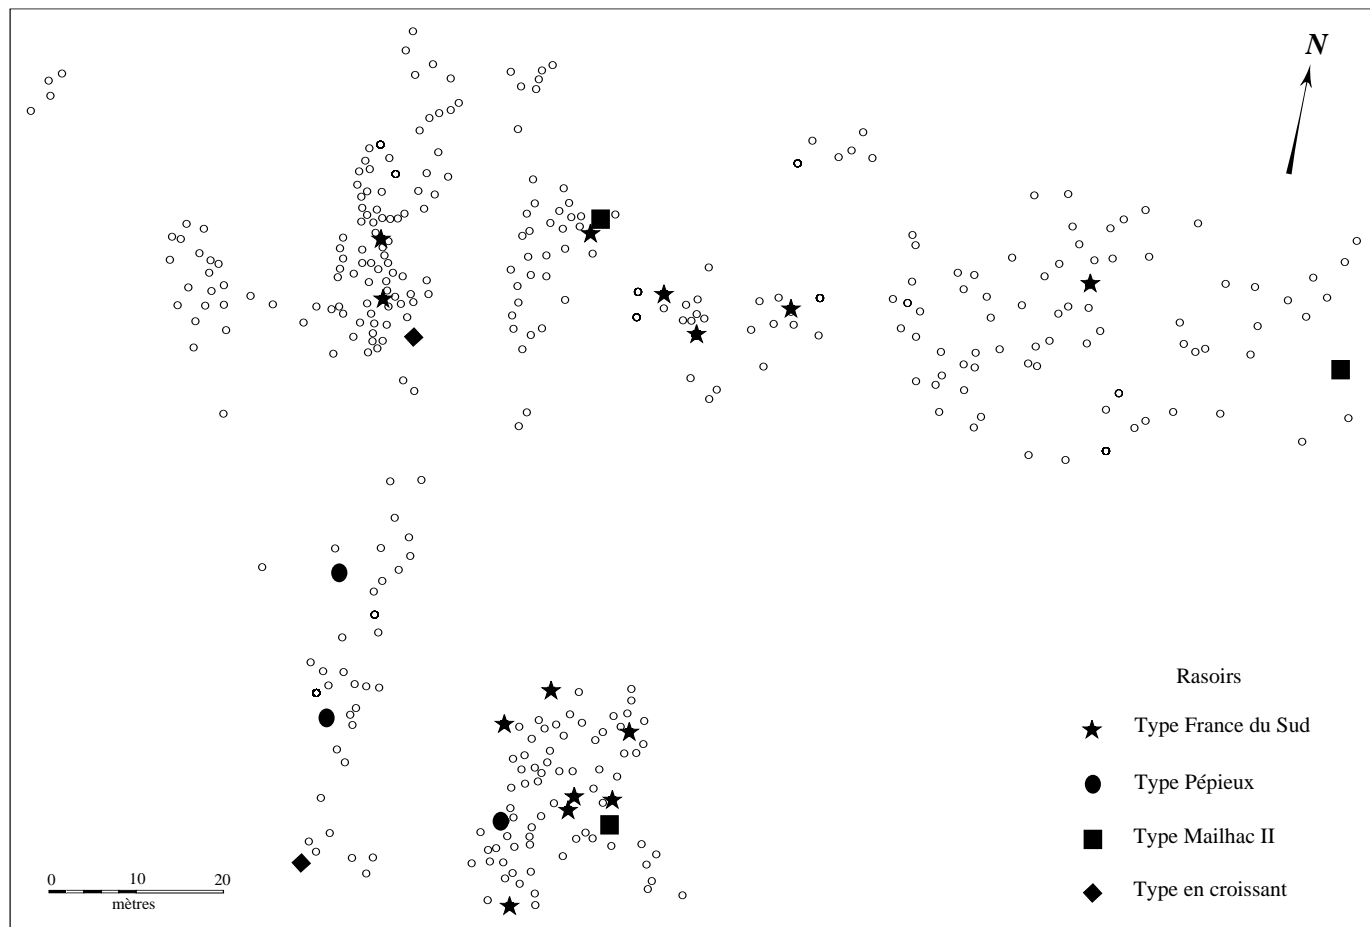 N
Rasoirs
Type France du Sud
Type Pépieux
Type Mailhac II
Type en croissant
0 10 20
mètres